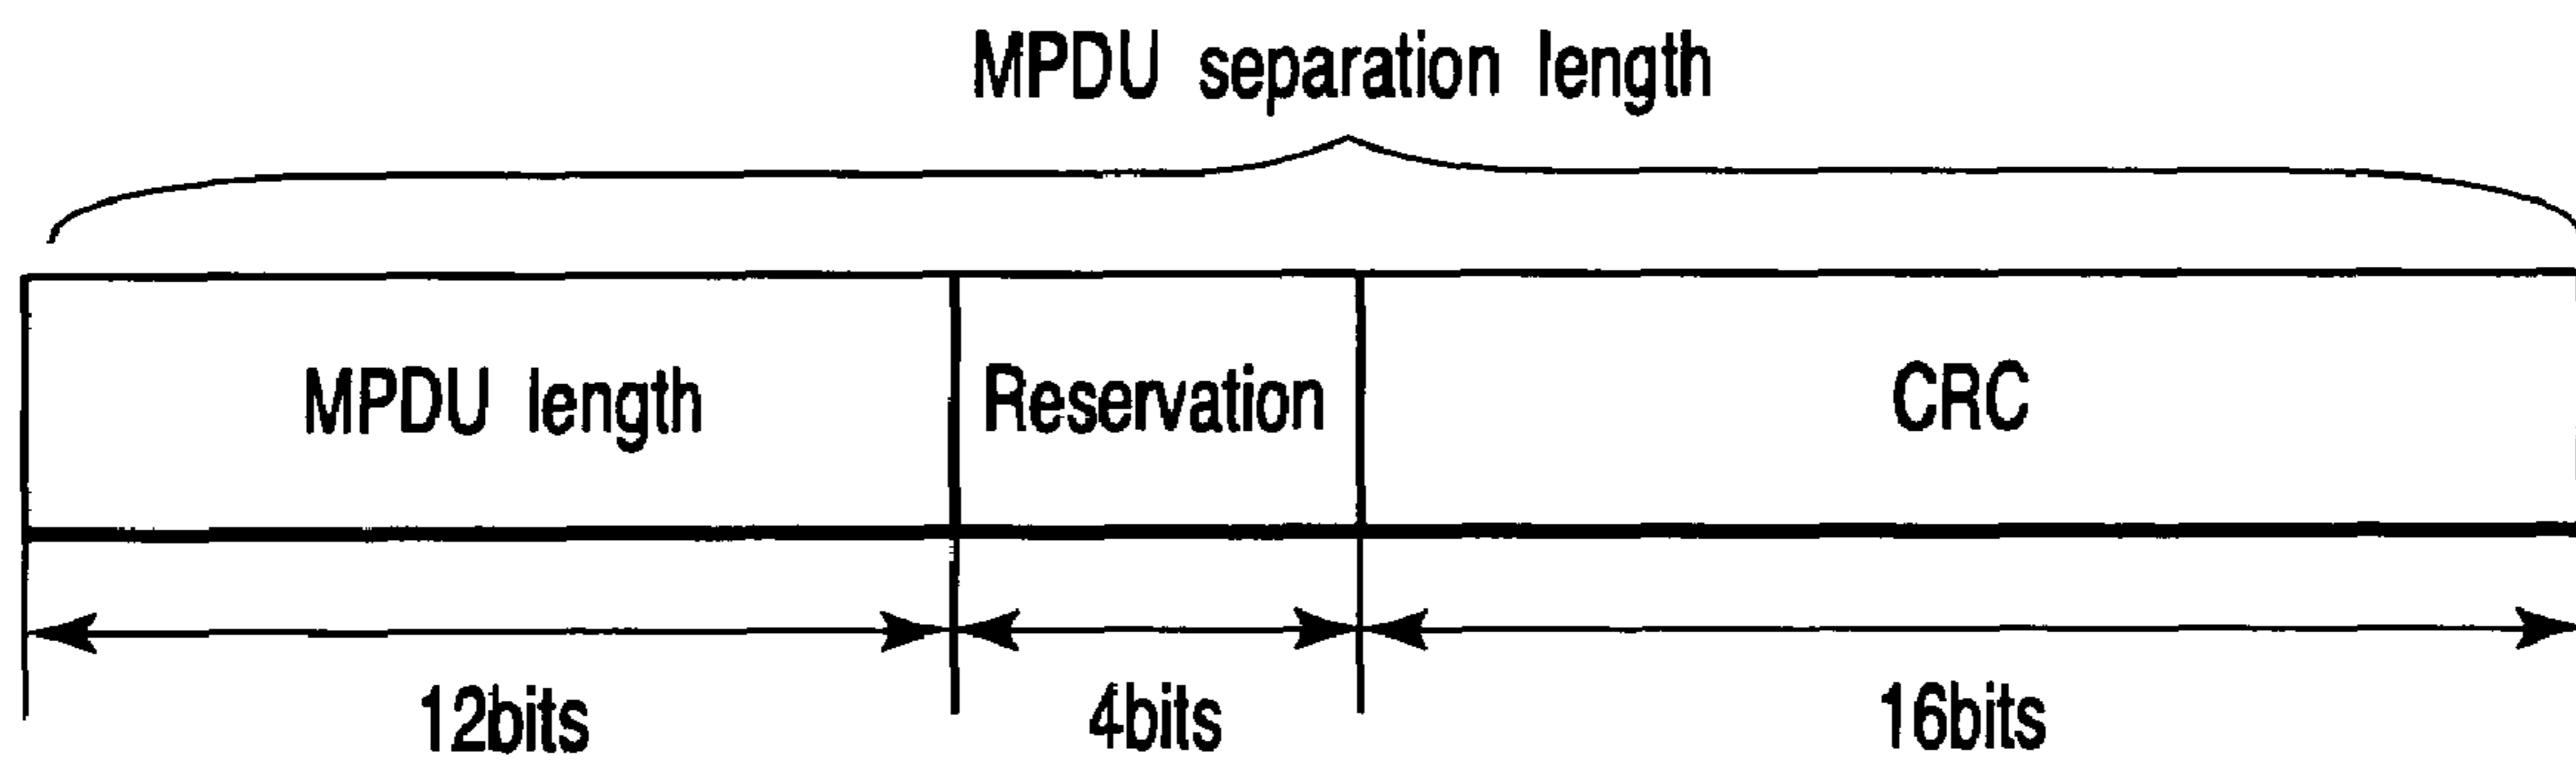 MPDU separation length
MPDU length
Reservation
CRC
12bits
4bits
16bits